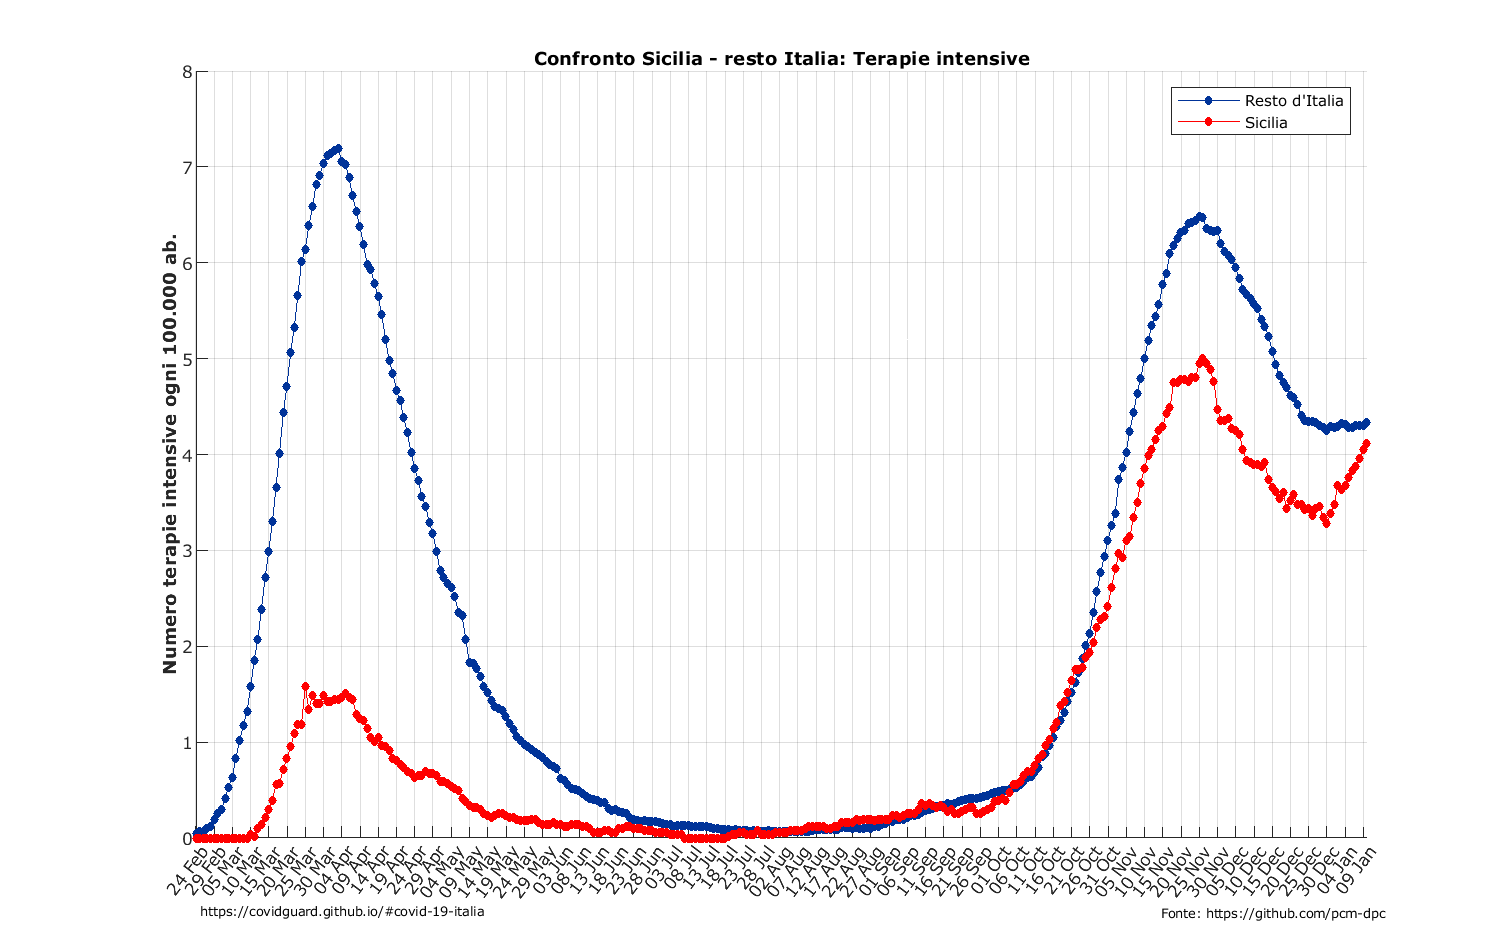 Confronto Sicilia - resto Italia: Terapie intensive
Numero terapie intensive ogni 100.000 ab.
8
7
6
5
4
3
2
1
0
Resto d'Italia
Sicilia
24 Feb
29 Feb
05 Mar
10 Mar
15 Mar
20 Mar
25 Mar
30 Mar
04 Apr
09 Apr
14 Apr
19 Apr
24 Apr
29 Apr
04 May
09 May
14 May
19 May
24 May
29 May
03 Jun
08 Jun
13 Jun
18 Jun
23 Jun
28 Jun
03 Jul
08 Jul
13 Jul
18 Jul
23 Jul
28 Jul
02 Aug
07 Aug
12 Aug
17 Aug
22 Aug
27 Aug
01 Sep
06 Sep
11 Sep
16 Sep
21 Sep
26 Sep
01 Oct
06 Oct
11 Oct
16 Oct
21 Oct
26 Oct
31 Oct
05 Nov
10 Nov
15 Nov
20 Nov
25 Nov
30 Nov
05 Dec
10 Dec
15 Dec
20 Dec
25 Dec
30 Dec
04 Jan
09 Jan
https://covidguard.github.io/#covid-19-italia
Fonte: https://github.com/pcm-dpc